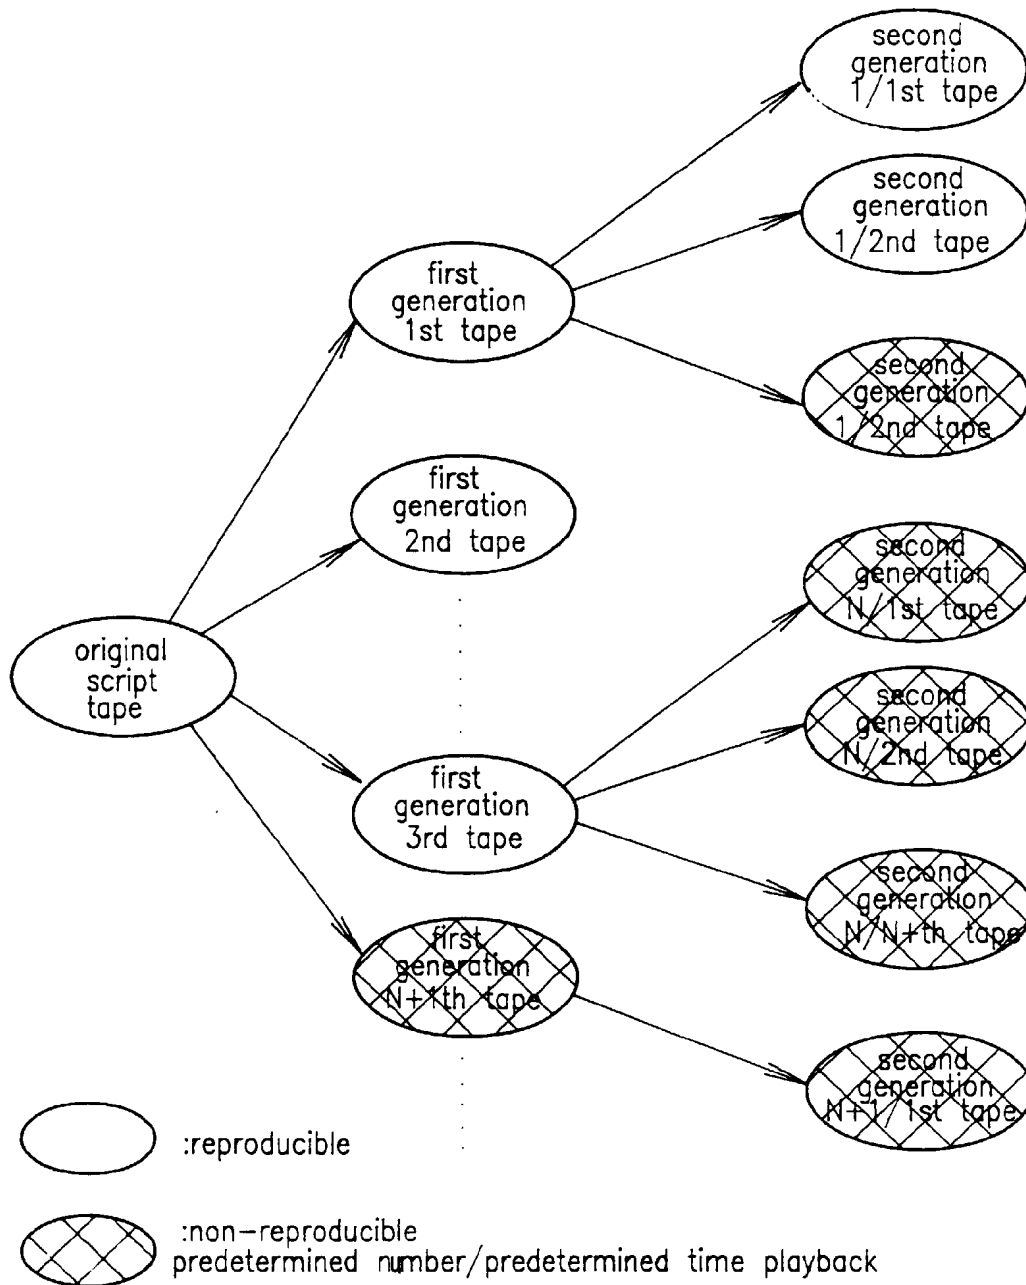 second
generation
1/1st tape
second
generation
1/2nd tape
first
generation
1st tape
second
generation
1/2nd tape
first
generation
2nd tape
second
generation
N/1st tape
original
script
tape
second
generation
N/2nd tape
first
generation
3rd tape
second
generation
N/N+th tape
first
generation
N+1th tape
second
generation
N+1/1st tape
:reproducible
:non-reproducible
predetermined number/predetermined time playback